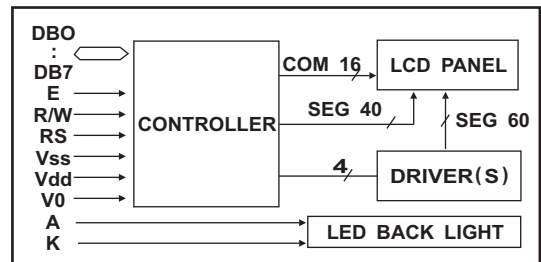 DBO
:
DB7
E
R/W
RS
Vss
Vdd
V0
A
K
CONTROLLER
COM 16
SEG 40
4
LCD PANEL
SEG 60
DRIVER(S)
LED BACK LIGHT